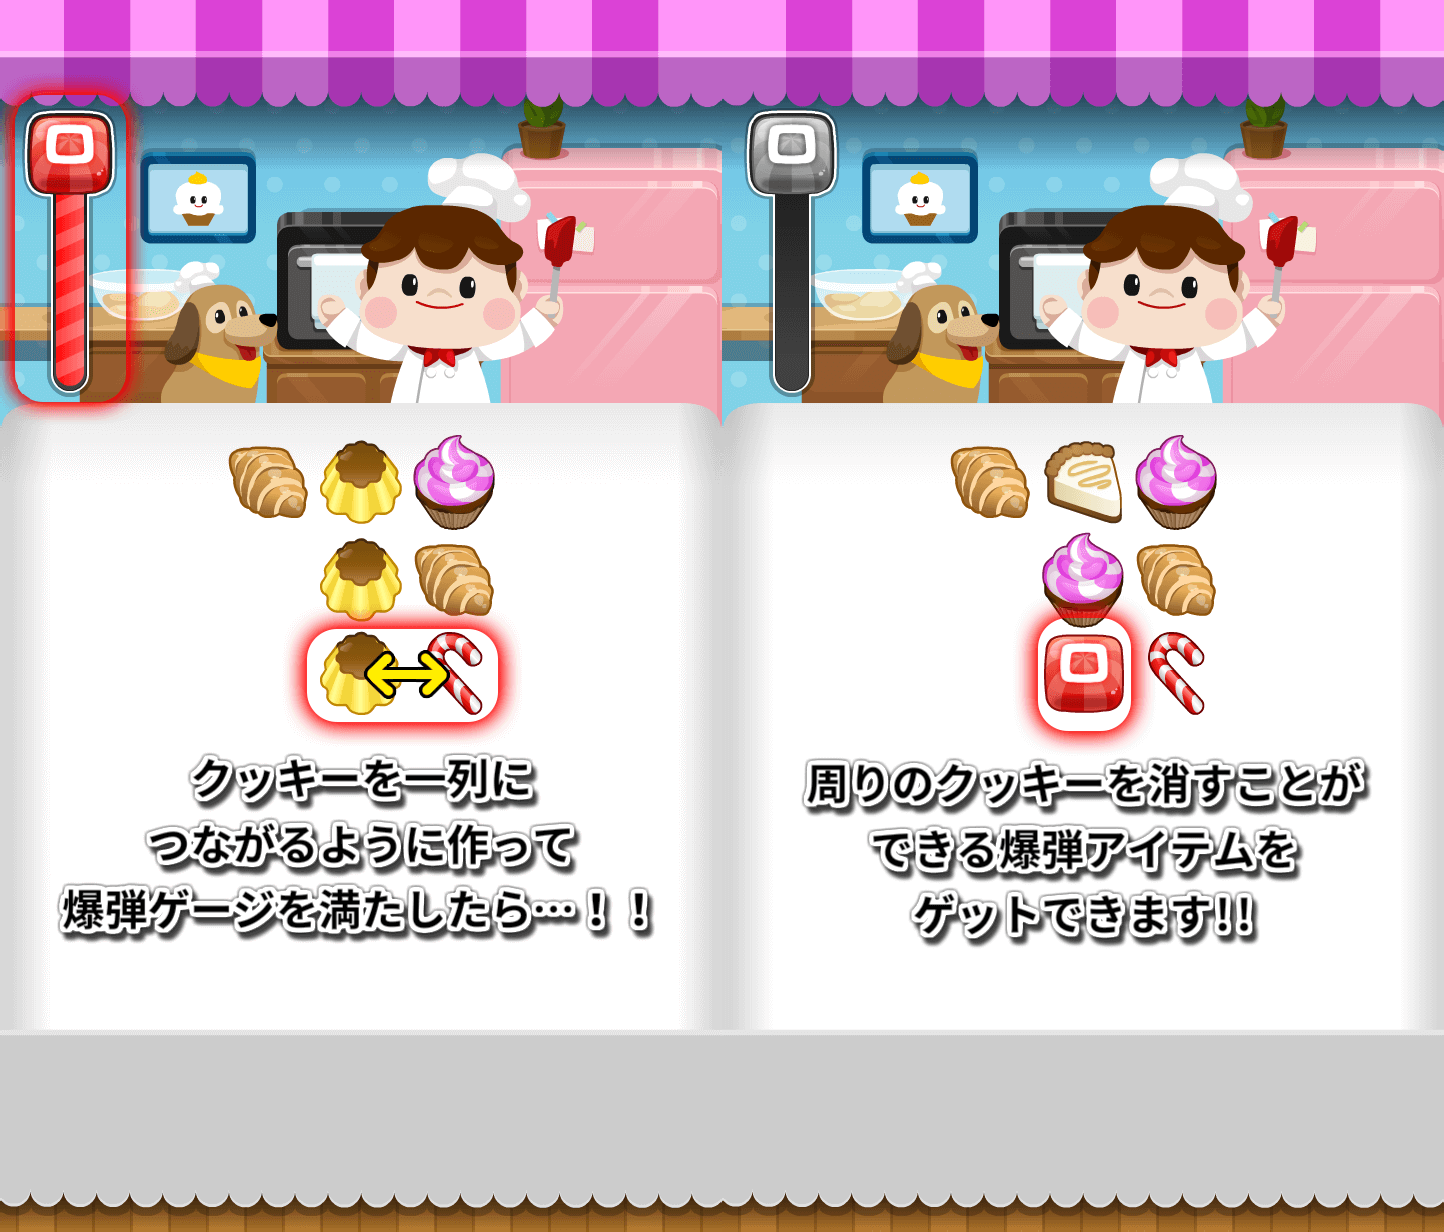 クッキーを一列に
つながるように作って
爆弾ゲージを満たしたら…！！
周りのクッキーを消すことが
できる爆弾アイテムを
ゲットできます!!